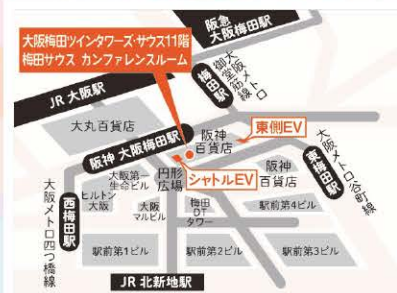 阪急
大阪梅田駅
大阪梅田ツインタワーズ・サウス11階
梅田サウス カンファレンスルーム
梅田駅
大阪メトロ
御堂筋線
JR 大阪駅
大丸百貨店
阪神 大阪梅田駅
阪神
百貨店
東側EV
シャトルEV
東梅田駅
大阪メトロ谷町線
大阪メトロ四つ橋線
西梅田駅
ヒルトン
大阪
大阪第一
生命ビル
大阪
マルビル
円形
広場
梅田
DT
タワー
阪神
百貨店
駅前第4ビル
駅前第1ビル
駅前第2ビル
駅前第3ビル
JR 北新地駅